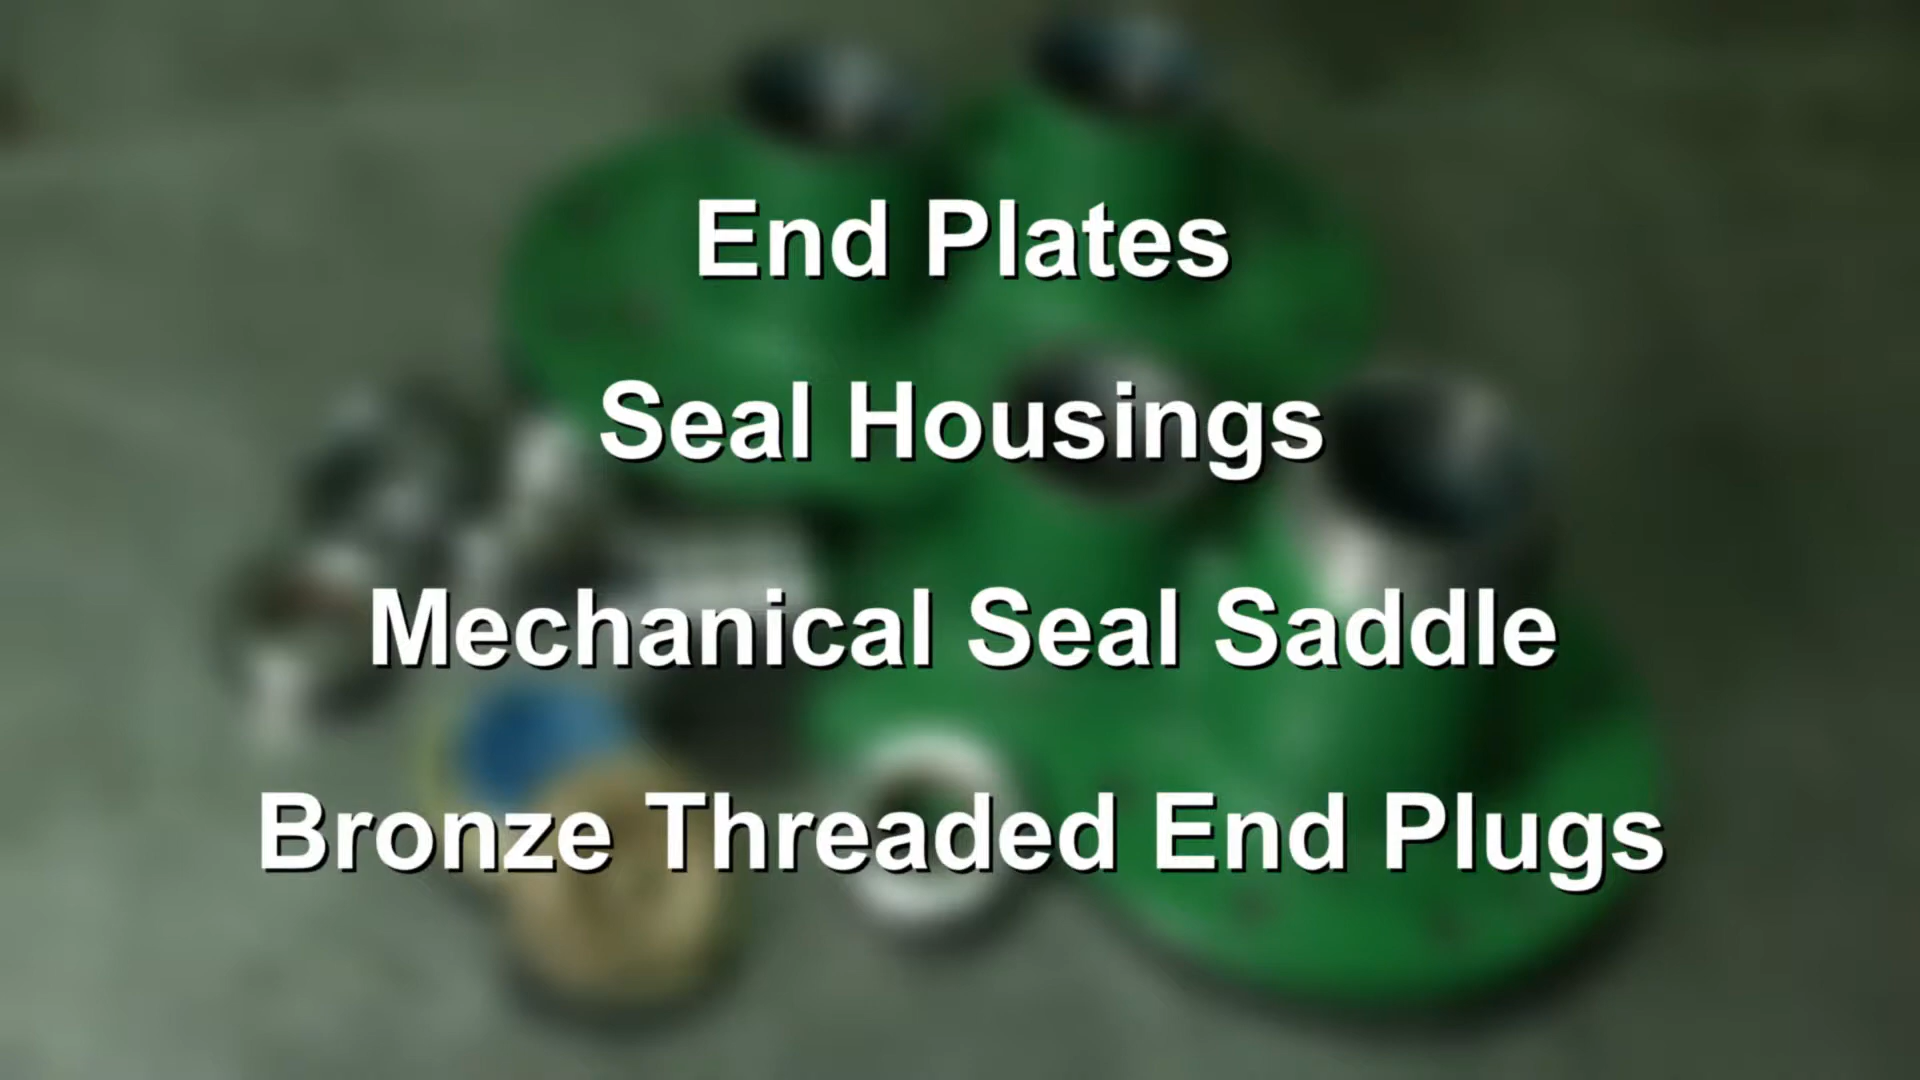 End Plates
Seal Housings
Mechanical Seal Saddle
Bronze Threaded End Plugs